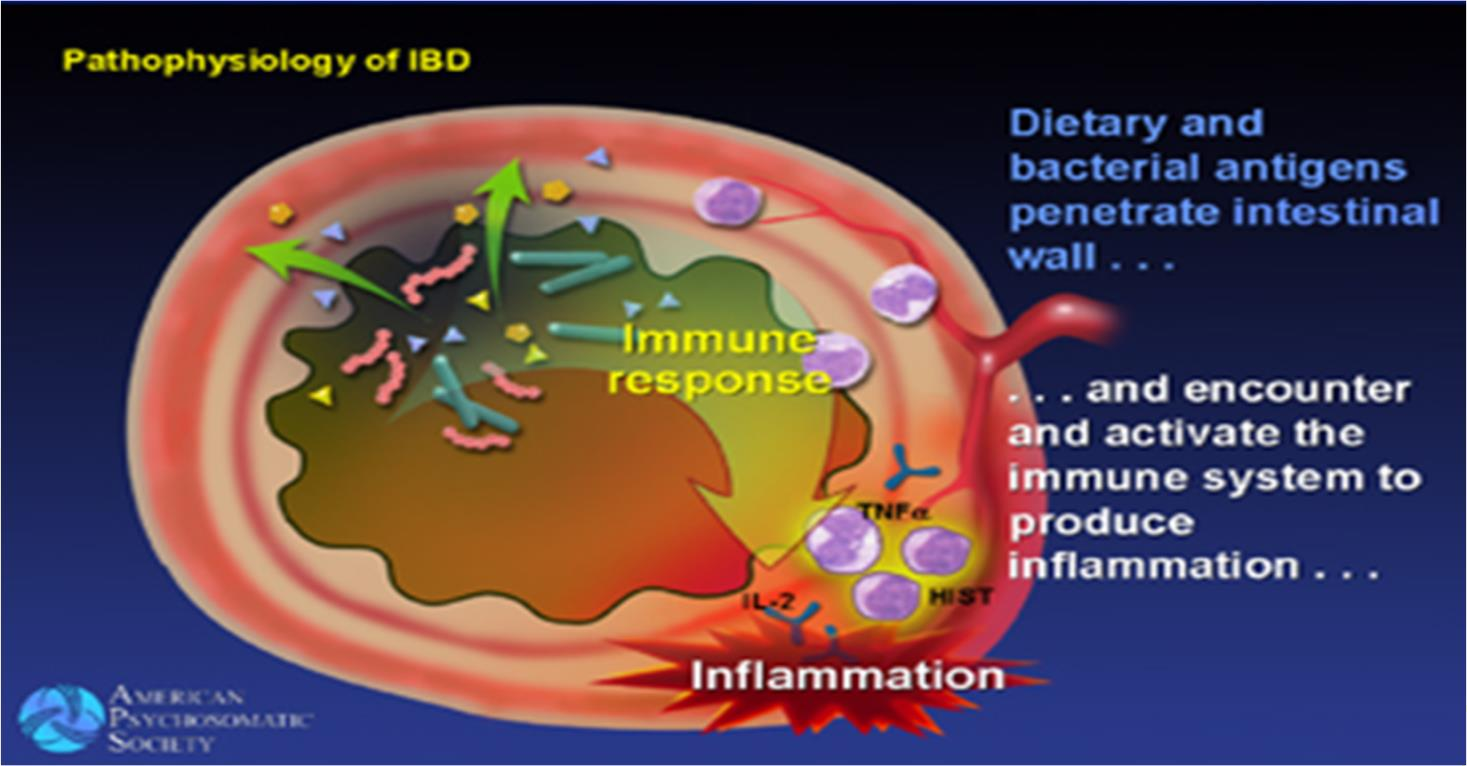 Pathophysiology of IBD
Dietary and
bacterial antigens
penetrate intestinal
wall . . .
Immune
response
. . . and encounter
and activate the
immune system to
produce
inflammation . . .
TNFα
IL-2
HIST
Inflammation
AMERICAN
PSYCHOSOMATIC
SOCIETY